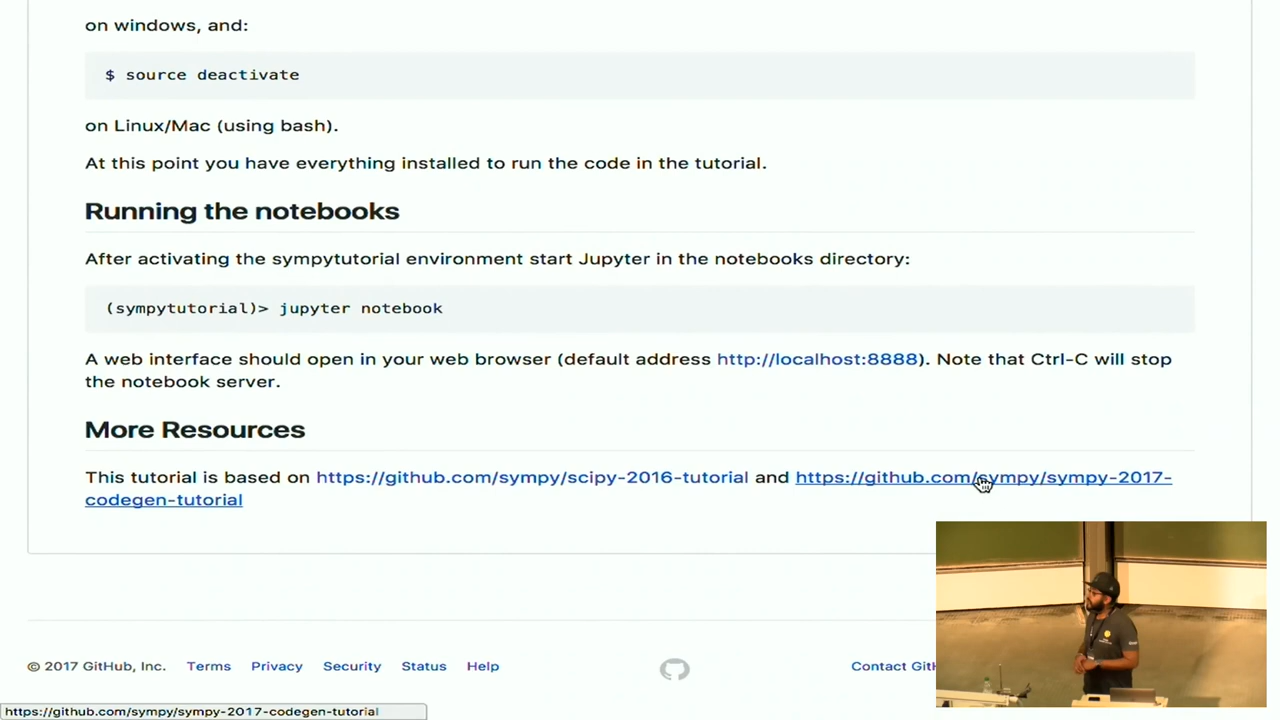 on windows, and:
$ source deactivate
on Linux/Mac (using bash).
At this point you have everything installed to run the code in the tutorial.
Running the notebooks
After activating the sympytutorial environment start Jupyter in the notebooks directory:
(sympytutorial)> jupyter notebook
A web interface should open in your web browser (default address http://localhost:8888). Note that Ctrl-C will stop
the notebook server.
More Resources
This tutorial is based on https://github.com/sympy/scipy-2016-tutorial and https://github.com/sympy/sympy-2017-
codegen-tutorial
© 2017 GitHub, Inc. Terms Privacy Security Status Help Contact
https://github.com/sympy/sympy-2017-codegen-tutorial